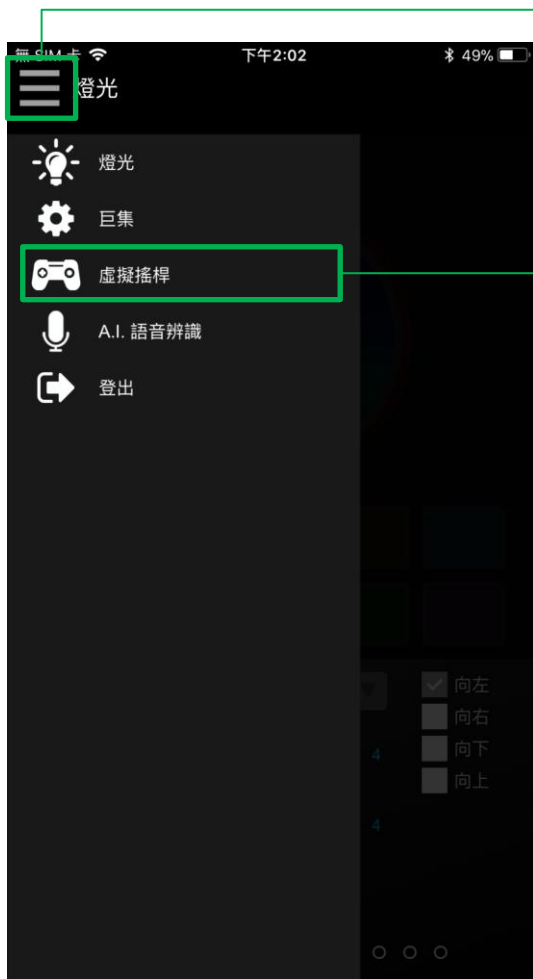 無 SIM 卡 下午2:02 49%
燈光
燈光
巨集
虛擬搖桿
A.I. 語音辨識
登出
向左
向右
4 向下
向上
4